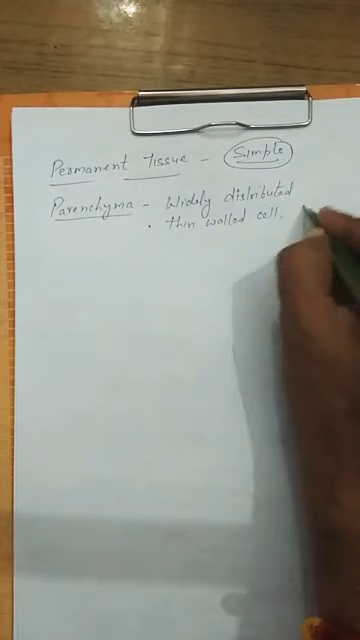 Permanent Tissue - Simple
Parenchyma - Widely distributed
thin walled cell,